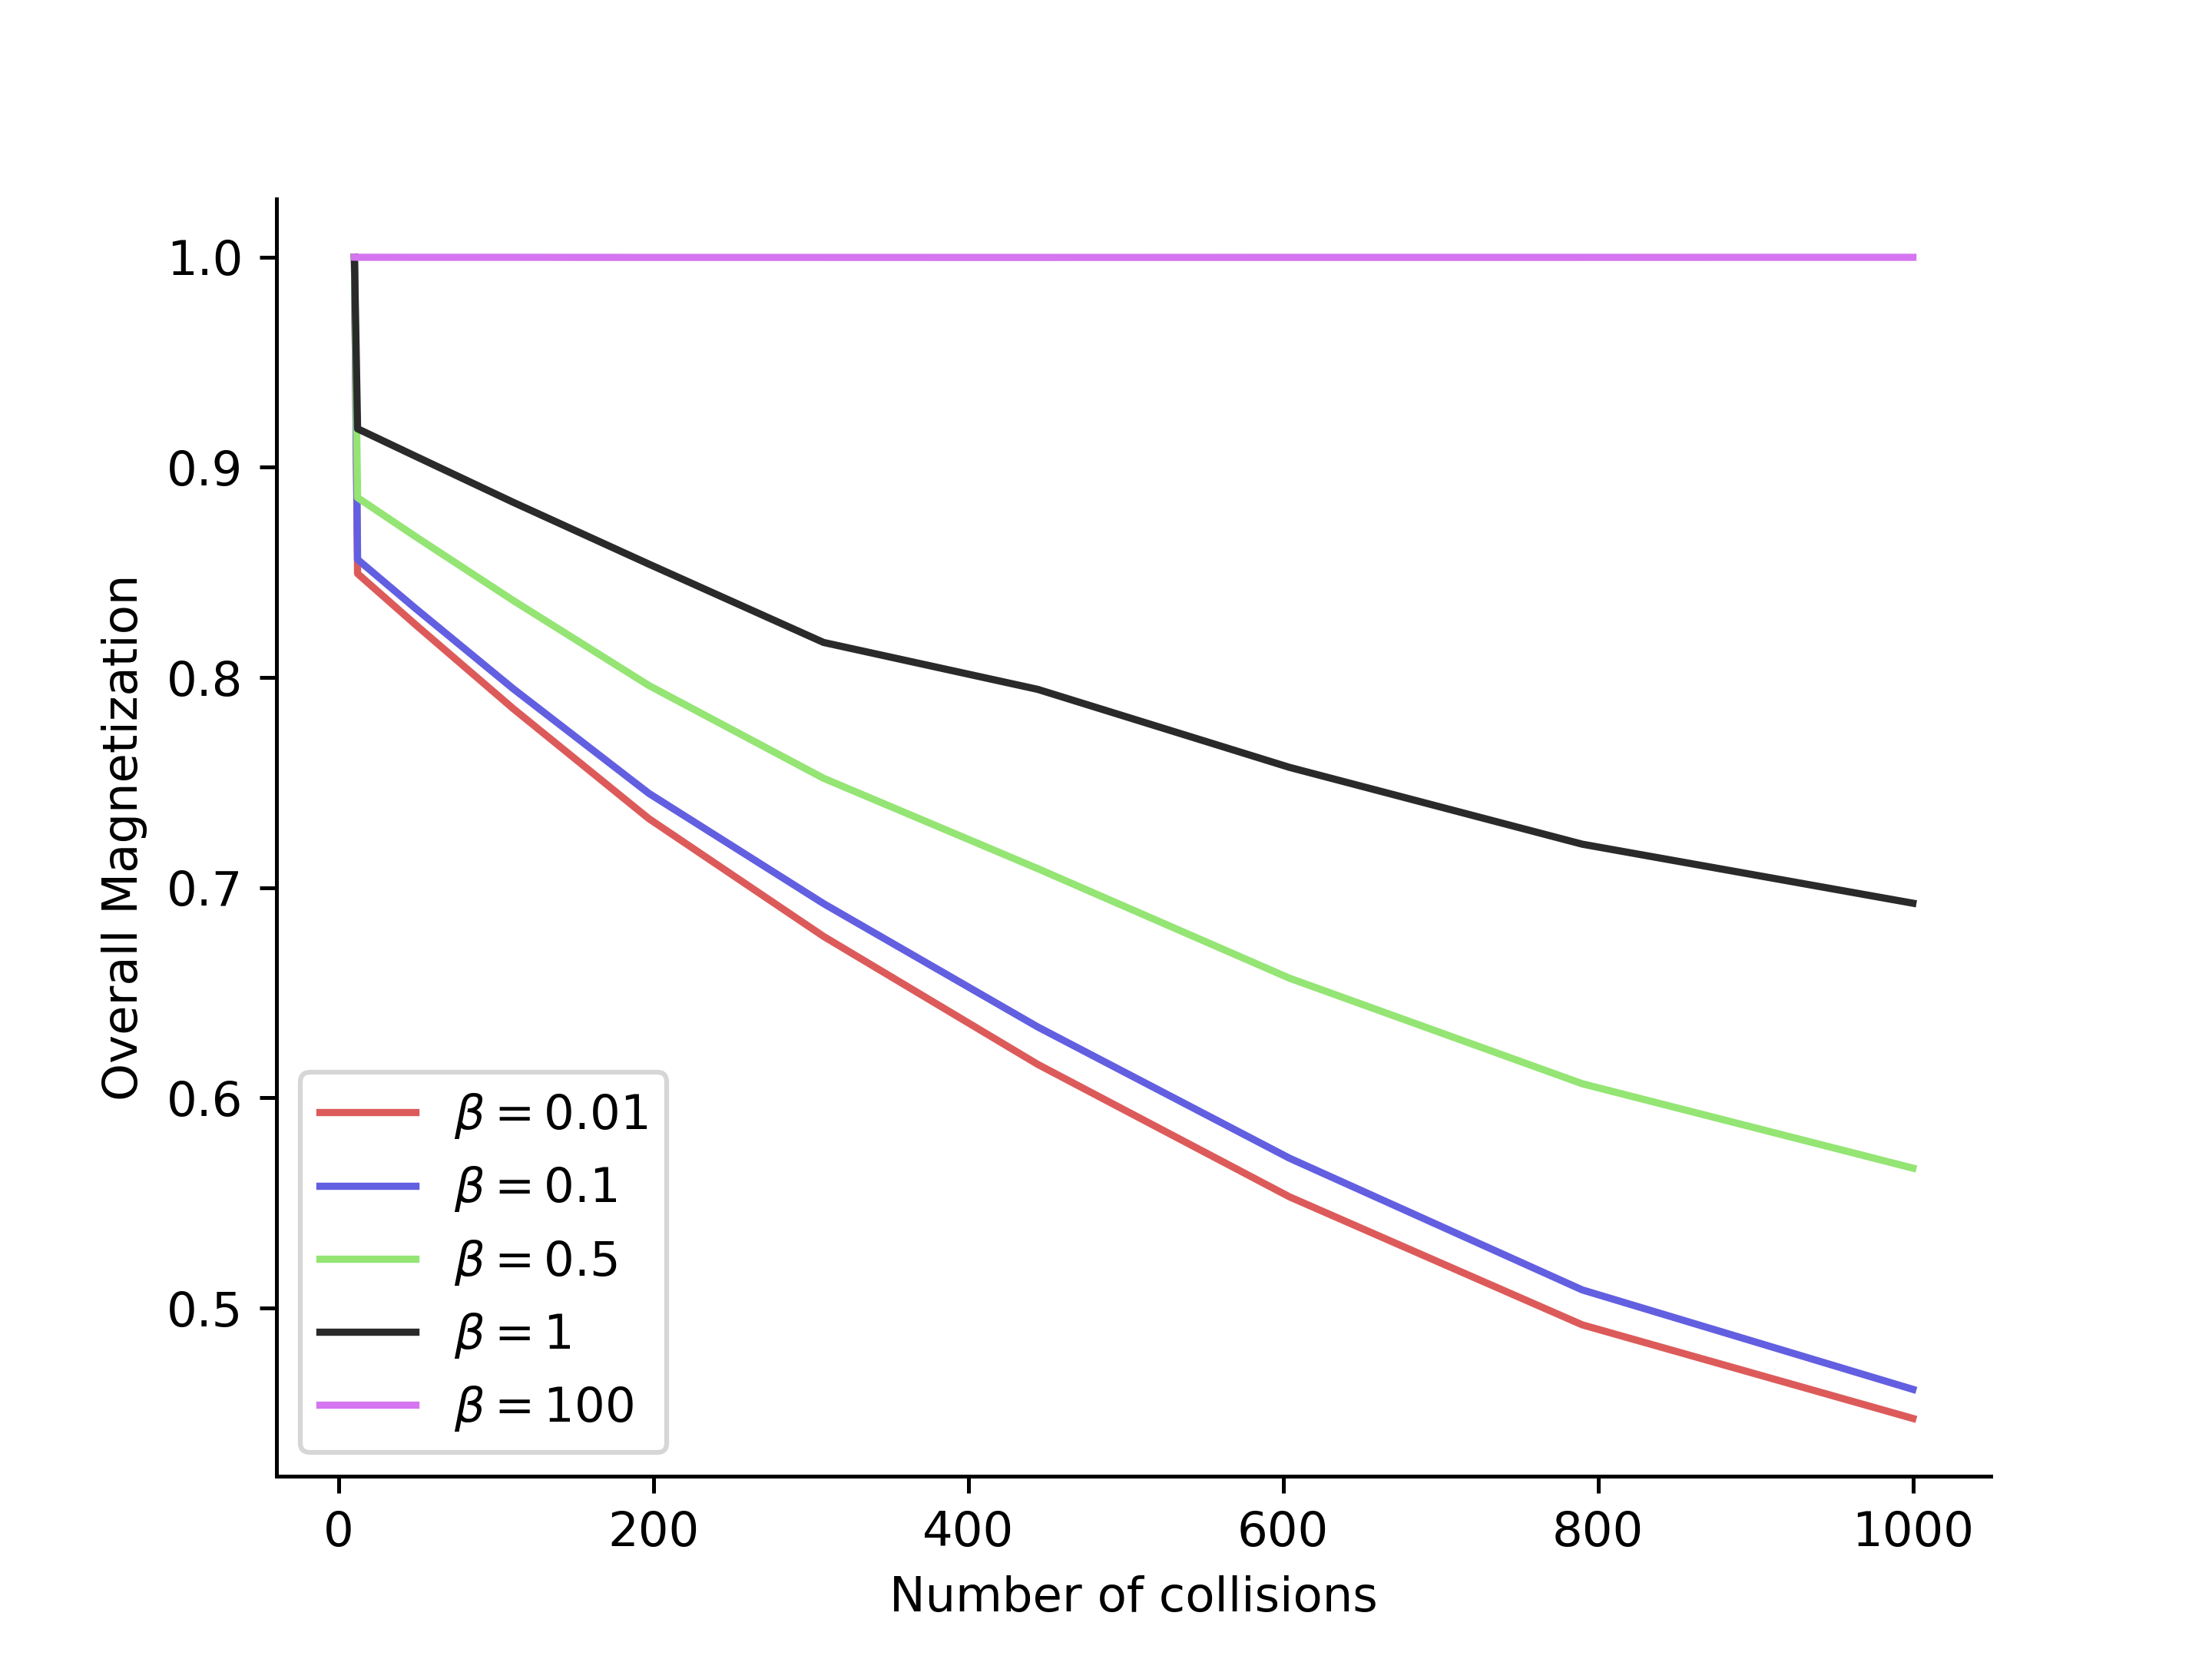 1.0
0.9
0.8
0.7
0.6
0.5
Overall Magnetization
β = 0.01
β = 0.1
β = 0.5
β = 1
β = 100
0 200 400 600 800 1000
Number of collisions